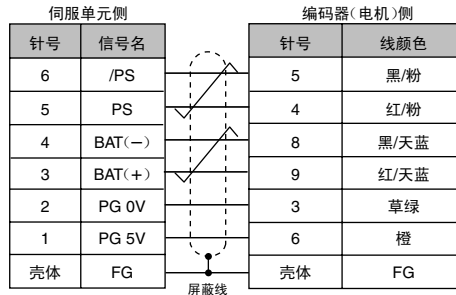 伺服单元侧 编码器(电机)侧
针号 信号名 针号 线颜色
6 /PS 5 黑/粉
5 PS 4 红/粉
4 BAT(−) 8 黑/天蓝
3 BAT(+) 9 红/天蓝
2 PG 0V 3 草绿
1 PG 5V 6 橙
壳体 FG 壳体 FG
屏蔽线